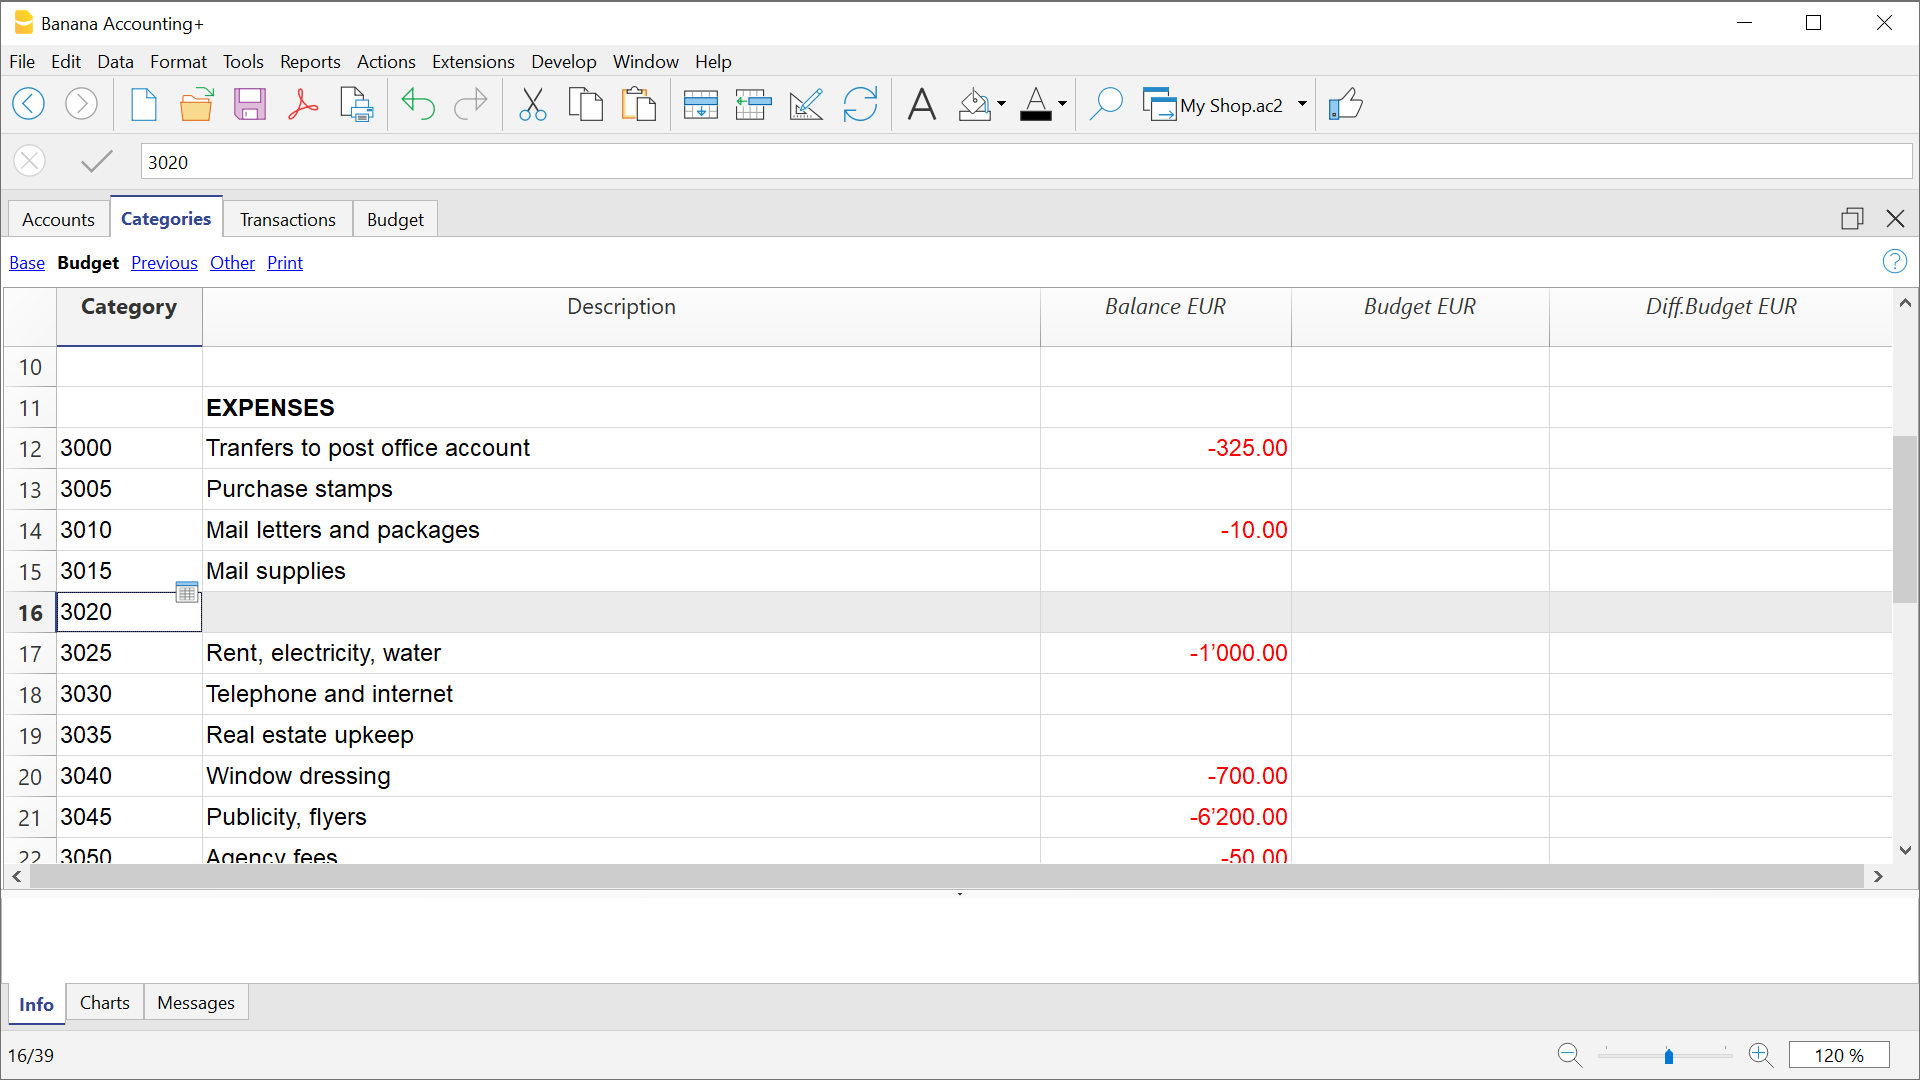 Banana Accounting+
File Edit Data Format Tools Reports Actions Extensions Develop Window Help
My Shop.ac2
3020
Accounts Categories Transactions Budget
Base Budget Previous Other Print
Category Description Balance EUR Budget EUR Diff.Budget EUR
10
11 EXPENSES
12 3000 Tranfers to post office account -325.00
13 3005 Purchase stamps
14 3010 Mail letters and packages -10.00
15 3015 Mail supplies
16 3020
17 3025 Rent, electricity, water -1’000.00
18 3030 Telephone and internet
19 3035 Real estate upkeep
20 3040 Window dressing -700.00
21 3045 Publicity, flyers -6’200.00
22 3050 Agency fees -50.00
Info Charts Messages
16/39 120 %